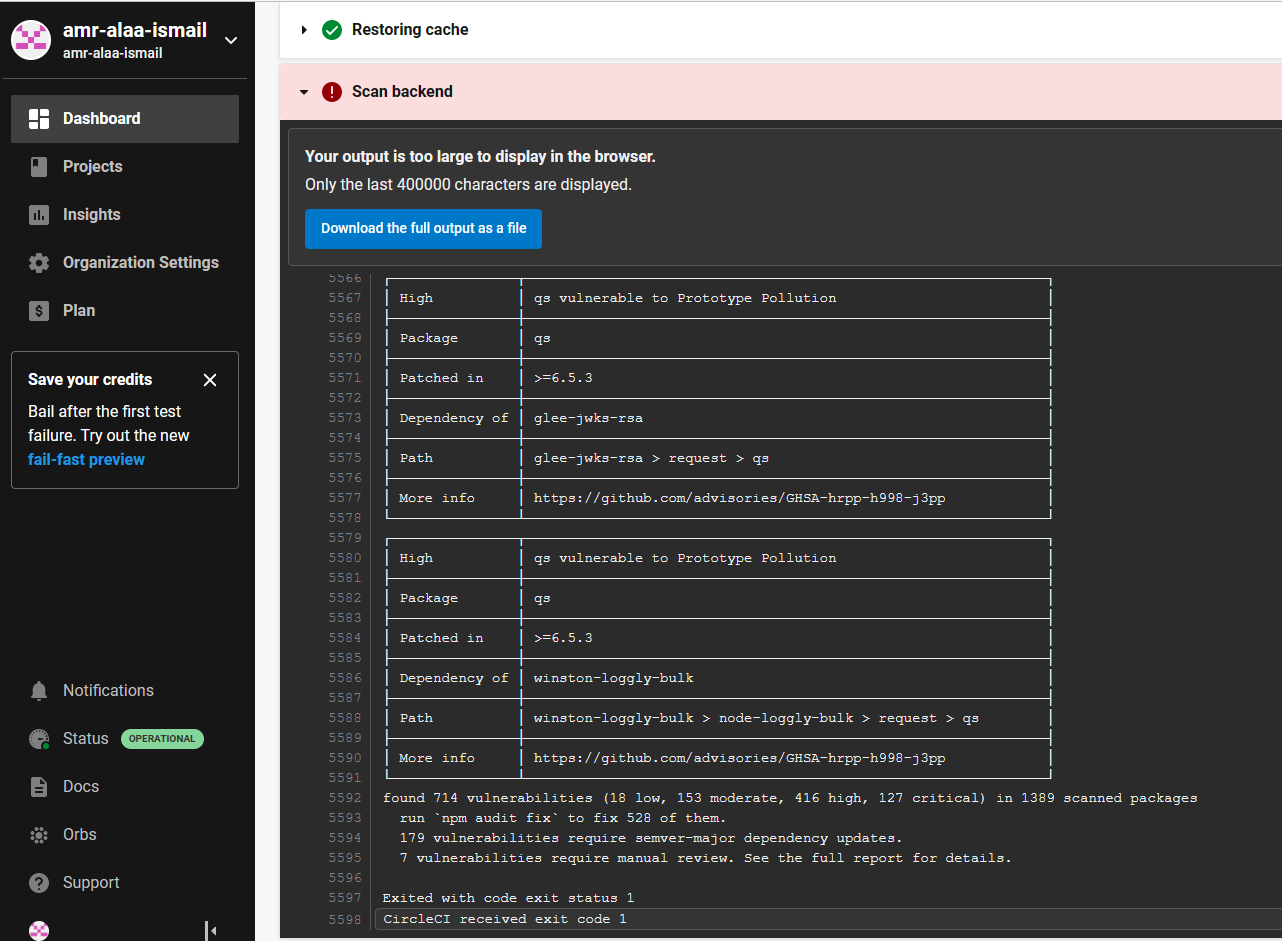 amr-alaa-ismail
amr-alaa-ismail
Dashboard
Projects
Insights
Organization Settings
Plan
Save your credits
Bail after the first test
failure. Try out the new
fail-fast preview
Notifications
Status OPERATIONAL
Docs
Orbs
Support
Restoring cache
Scan backend
Your output is too large to display in the browser.
Only the last 400000 characters are displayed.
Download the full output as a file
5566
5567 High qs vulnerable to Prototype Pollution
5568
5569 Package qs
5570
5571 Patched in >=6.5.3
5572
5573 Dependency of glee-jwks-rsa
5574
5575 Path glee-jwks-rsa > request > qs
5576
5577 More info https://github.com/advisories/GHSA-hrpp-h998-j3pp
5578
5579
5580 High qs vulnerable to Prototype Pollution
5581
5582 Package qs
5583
5584 Patched in >=6.5.3
5585
5586 Dependency of winston-loggly-bulk
5587
5588 Path winston-loggly-bulk > node-loggly-bulk > request > qs
5589
5590 More info https://github.com/advisories/GHSA-hrpp-h998-j3pp
5591
5592 found 714 vulnerabilities (18 low, 153 moderate, 416 high, 127 critical) in 1389 scanned packages
5593 run `npm audit fix` to fix 528 of them.
5594 179 vulnerabilities require semver-major dependency updates.
5595 7 vulnerabilities require manual review. See the full report for details.
5596
5597 Exited with code exit status 1
5598 CircleCI received exit code 1